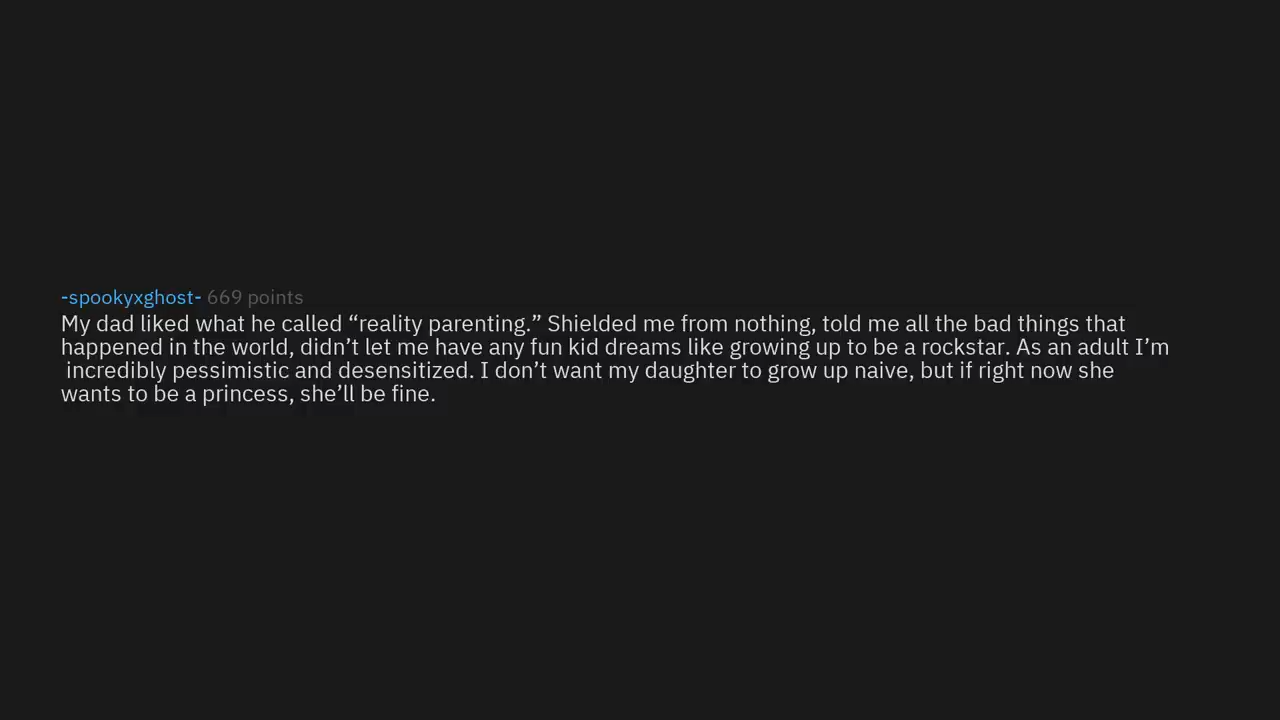 -spookyxghost- 669 points
My dad liked what he called “reality parenting.” Shielded me from nothing, told me all the bad things that
happened in the world, didn’t let me have any fun kid dreams like growing up to be a rockstar. As an adult I’m
incredibly pessimistic and desensitized. I don’t want my daughter to grow up naive, but if right now she
wants to be a princess, she’ll be fine.